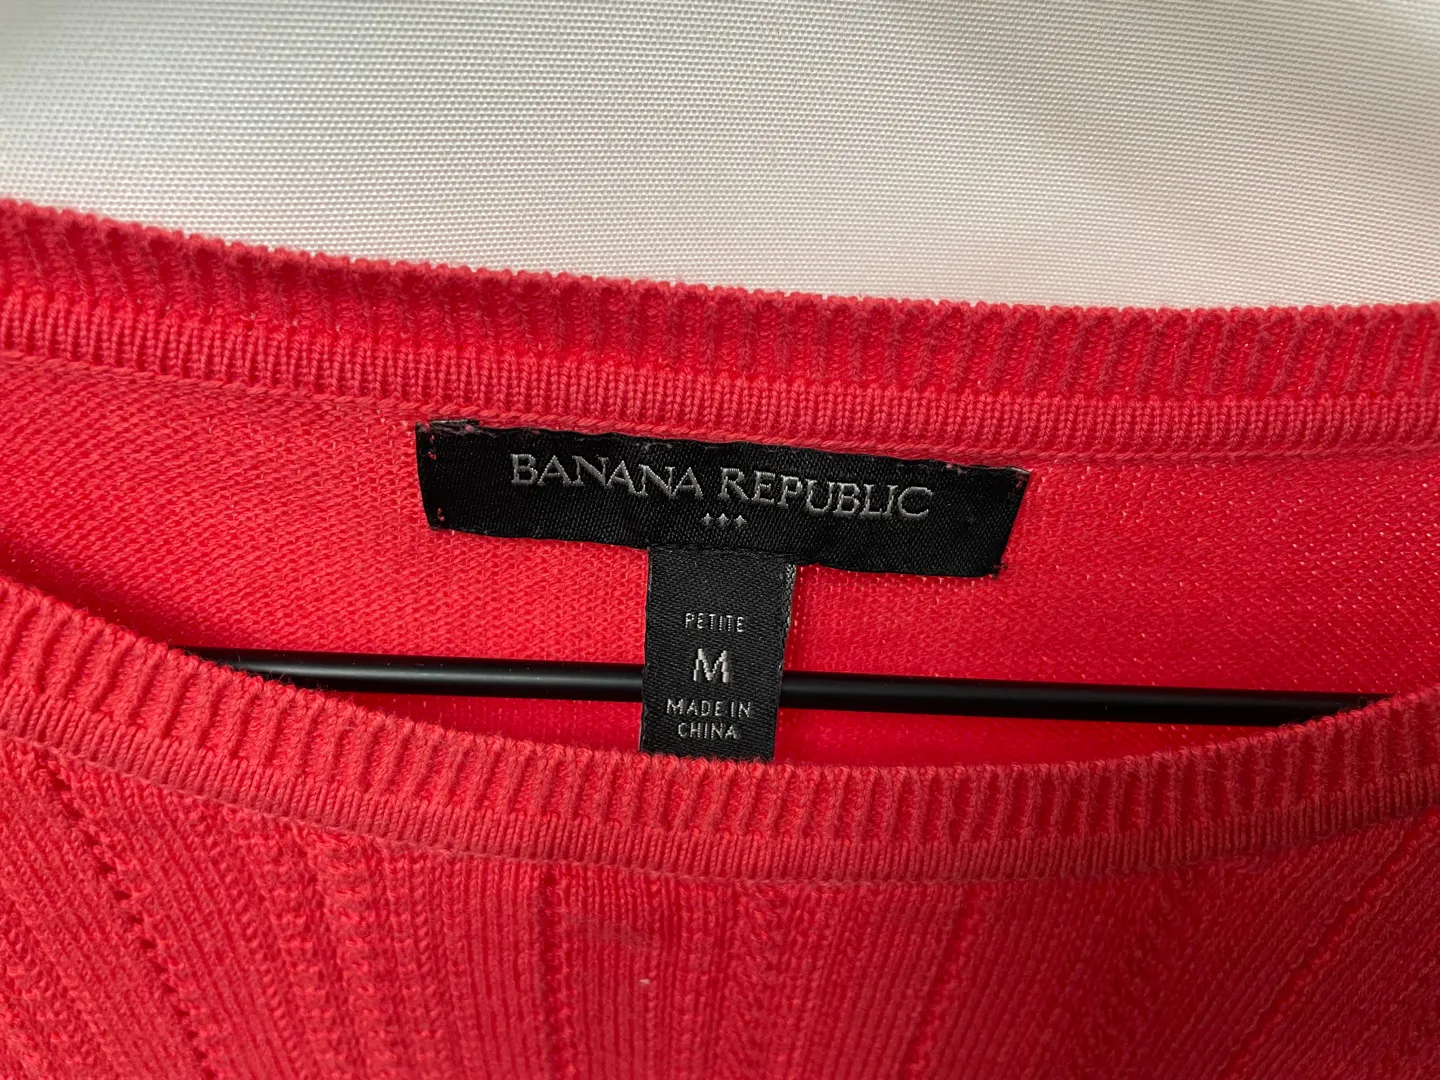 BANANA REPUBLIC
PETITE
M
MADE IN
CHINA